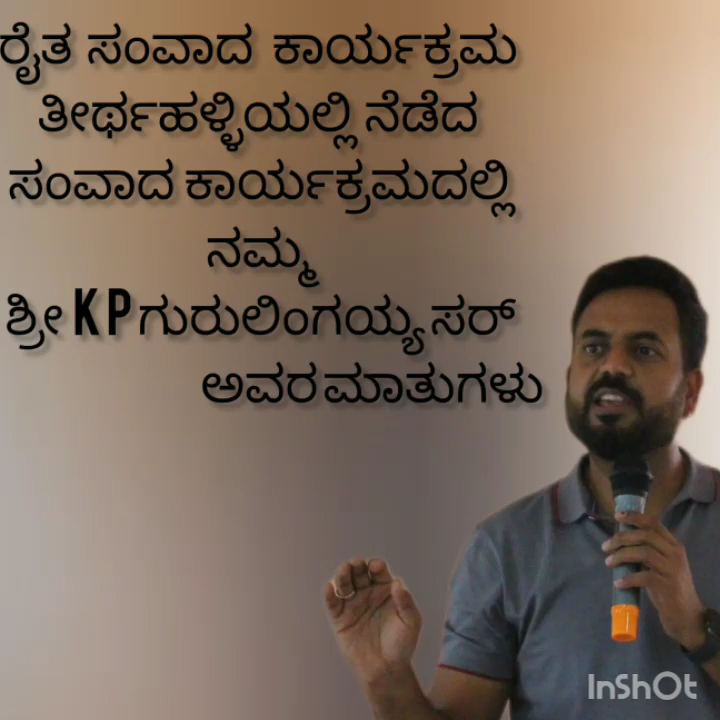 ರೈತ ಸಂವಾದ ಕಾರ್ಯಕ್ರಮ
ತೀರ್ಥಹಳ್ಳಿಯಲ್ಲಿ ನೆಡೆದ
ಸಂವಾದ ಕಾರ್ಯಕ್ರಮದಲ್ಲಿ
ನಮ್ಮ
ಶ್ರೀ KP ಗುರುಲಿಂಗಯ್ಯ ಸರ್
ಅವರ ಮಾತುಗಳು
InShOt